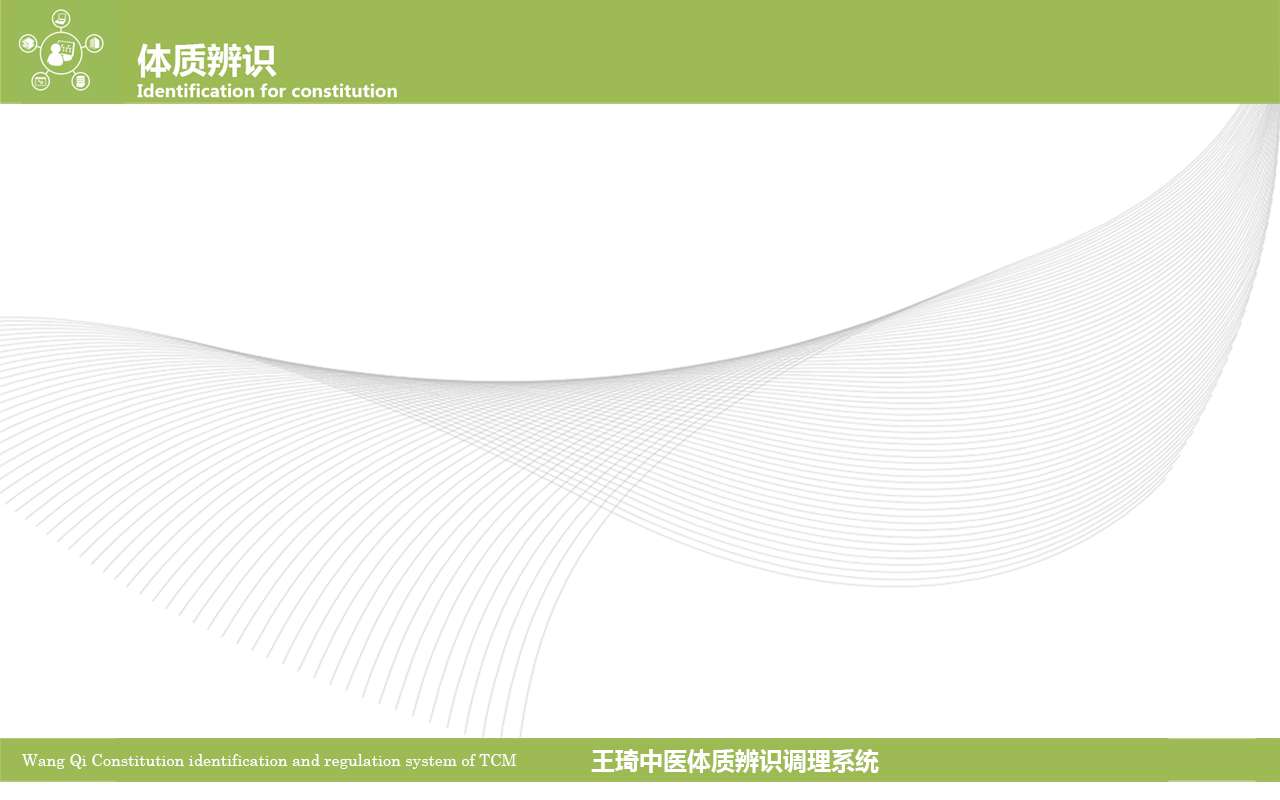 体质辨识
Identification for constitution
Wang Qi Constitution identification and regulation system of TCM
王琦中医体质辨识调理系统